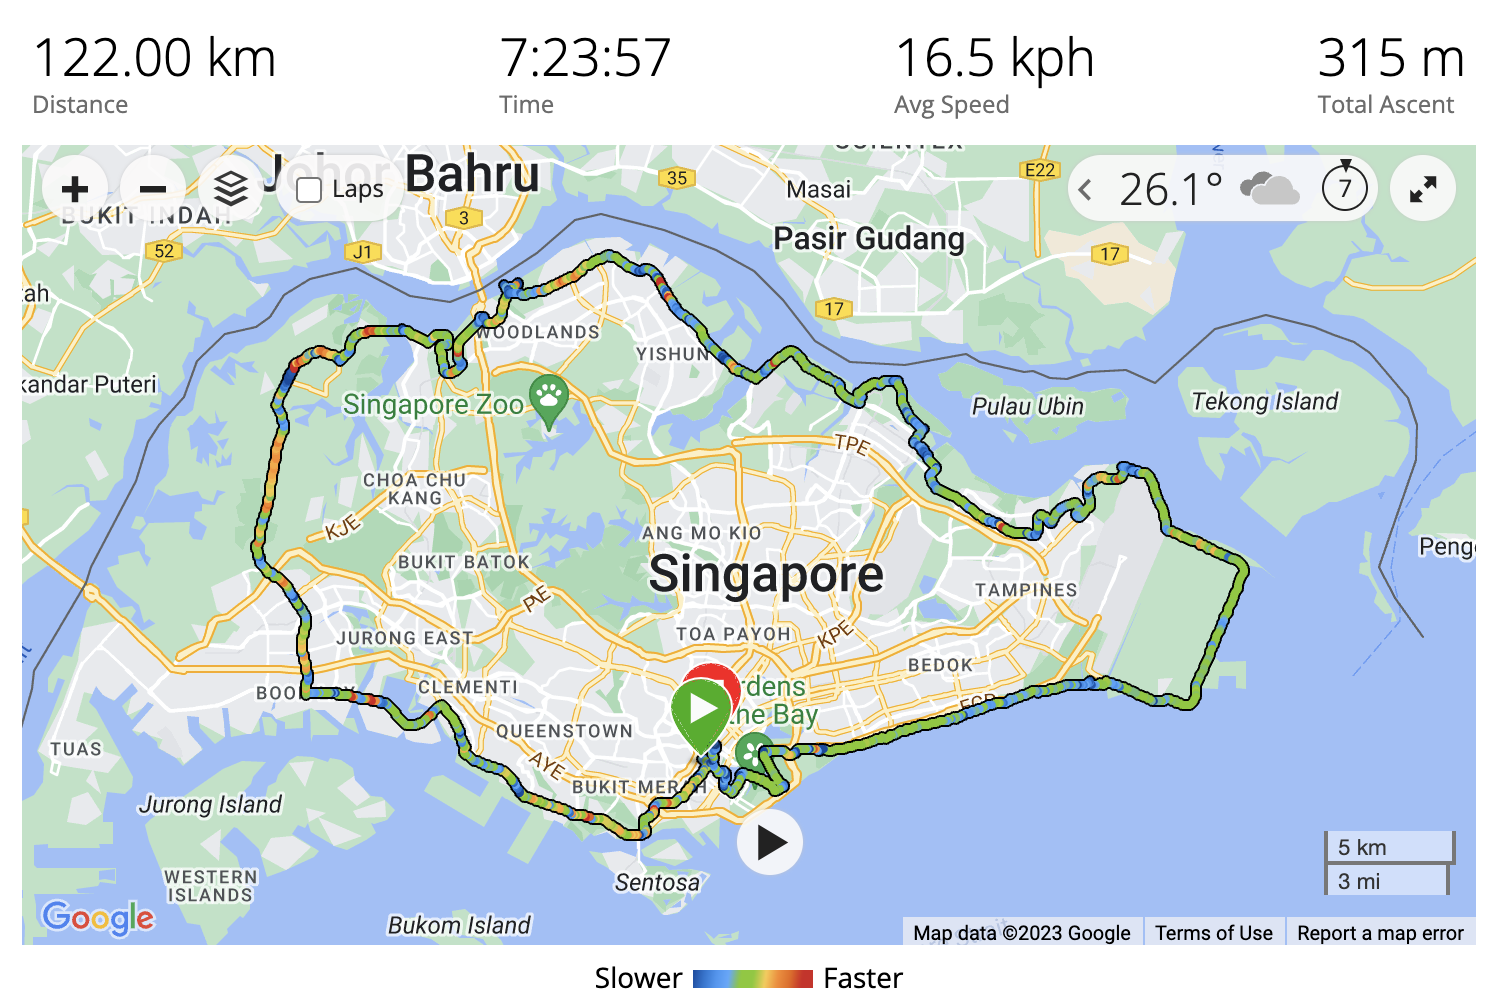 122.00 km
7:23:57
16.5 kph
315 m
Distance
Time
Avg Speed
Total Ascent
Johor Bahru
Laps
BUKIT INDAH
52
J1
3
35
Masai
E22
26.1°
7
Pasir Gudang
17
17
kandar Puteri
WOODLANDS
YISHUN
Singapore Zoo
Pulau Ubin
Tekong Island
TPE
CHOA CHU
KANG
KJE
ANG MO KIO
BUKIT BATOK
Singapore
PIE
TAMPINES
JURONG EAST
TOA PAYOH
KPE
BEDOK
CLEMENTI
rdens
the Bay
QUEENSTOWN
TUAS
AYE
BUKIT MERAH
Jurong Island
5 km
3 mi
WESTERN
ISLANDS
Sentosa
Google
Bukom Island
Map data ©2023 Google
Terms of Use
Report a map error
Slower
Faster